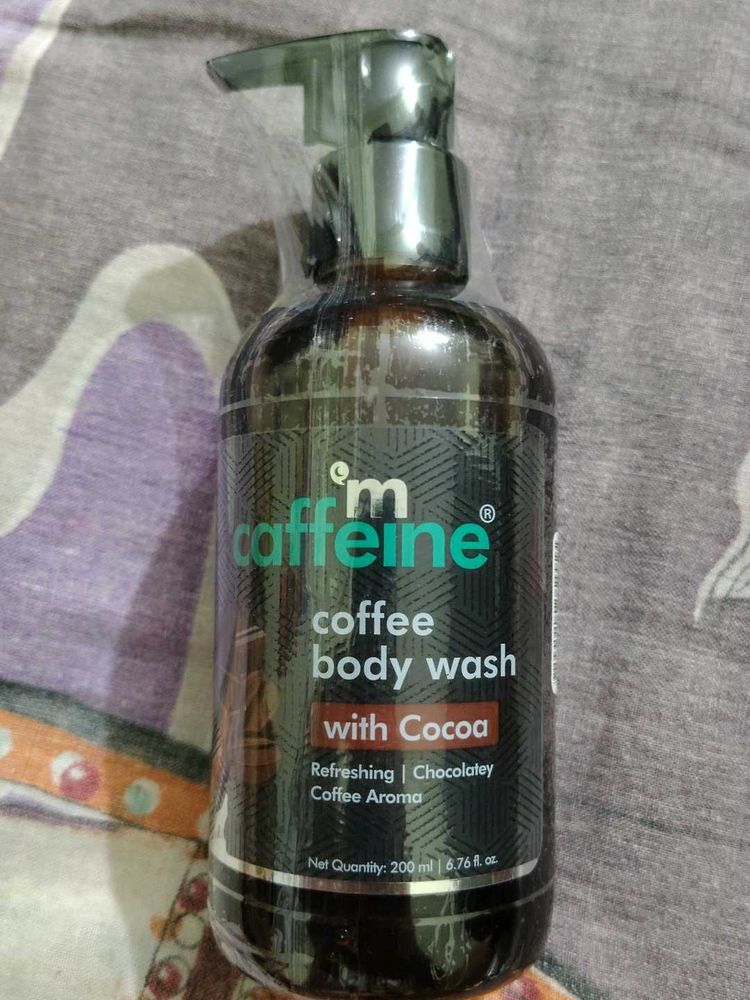 'm
caffeine®
coffee
body wash
with Cocoa
Refreshing | Chocolatey
Coffee Aroma
Net Quantity: 200 ml | 6.76 fl. oz.